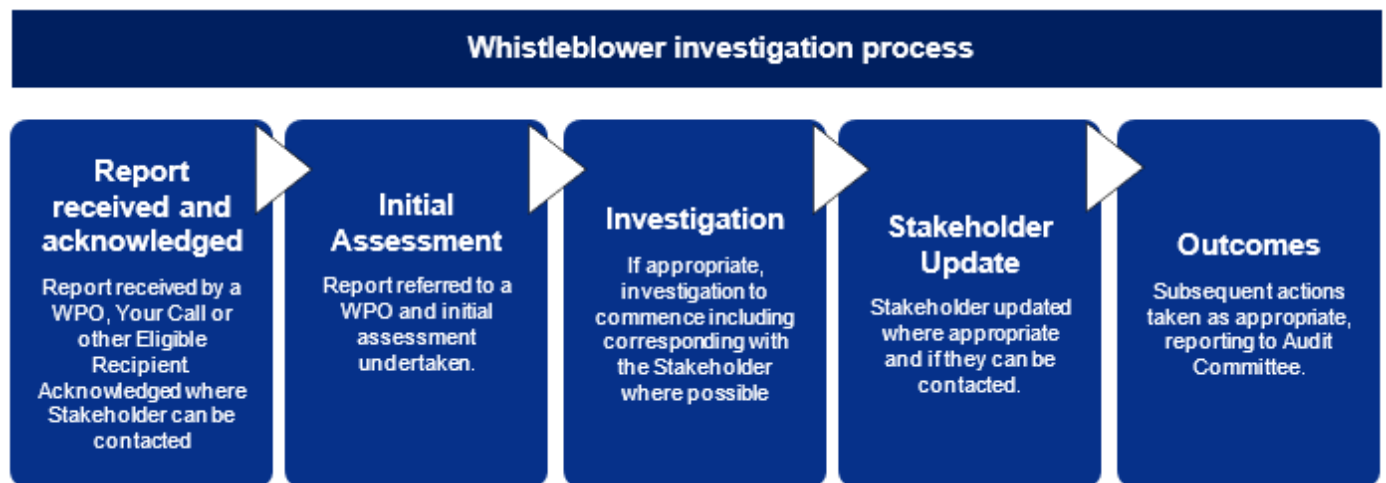 Whistleblower investigation process
Report
received and
acknowledged
Report received by a
WPO, Your Call or
other Eligible
Recipient
Acknowledged where
Stakeholder can be
contacted
Initial
Assessment
Report referred to a
WPO and initial
assessment
undertaken.
Investigation
If appropriate,
investigation to
commence including
corresponding with
the Stakeholder
where possible
Stakeholder
Update
Stakeholder updated
where appropriate
and if they can be
contacted.
Outcomes
Subsequent actions
taken as appropriate,
reporting to Audit
Committee.